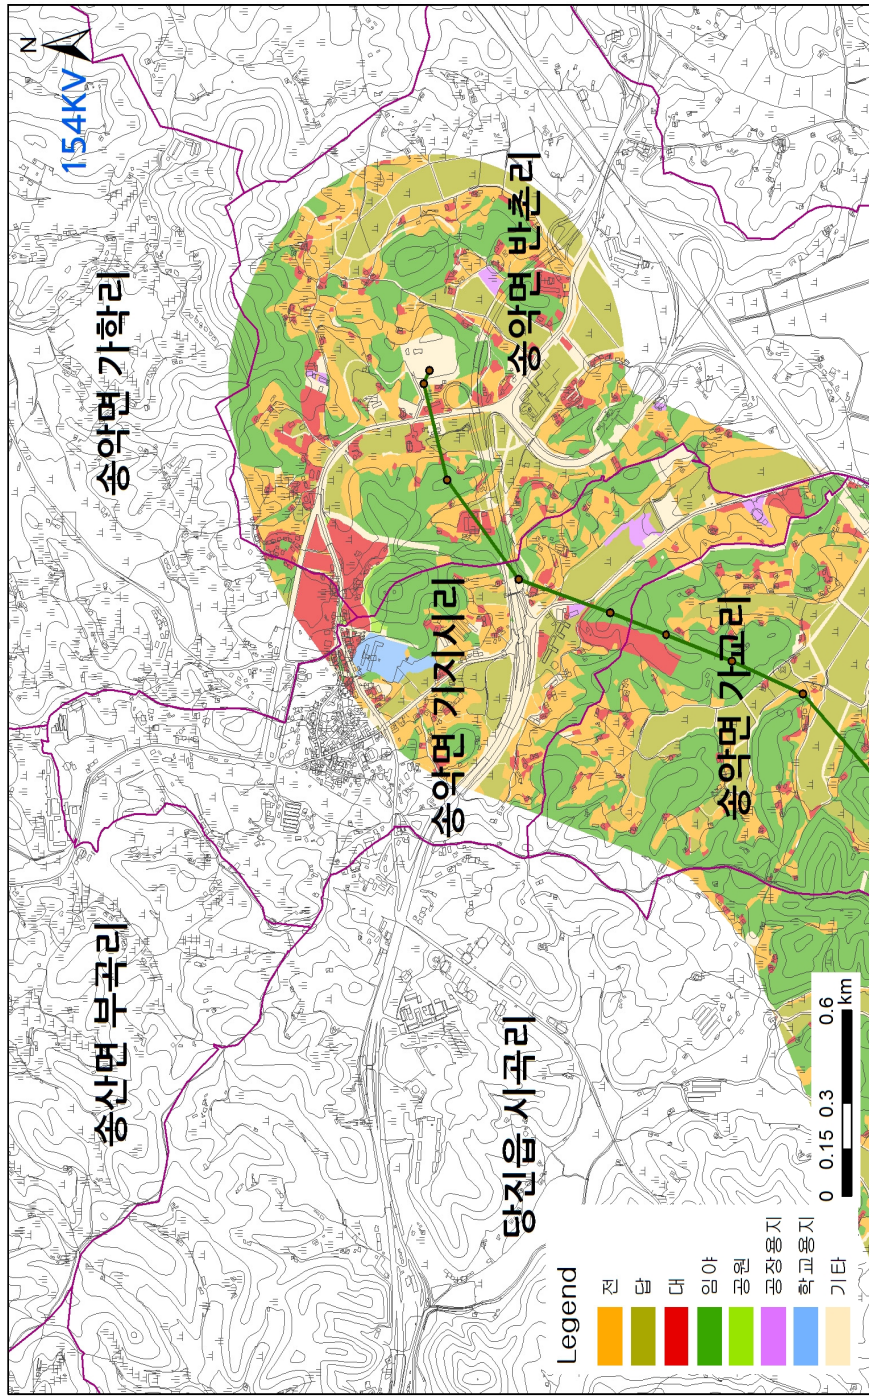 N
154KV
송악면 가학리
송악면 반촌리
송악면 기지시리
송악면 가교리
송산면 부곡리
당진읍 시곡리
Legend
전
답
대
임야
공원
공장용지
학교용지
기타
0 0.15 0.3 0.6
km